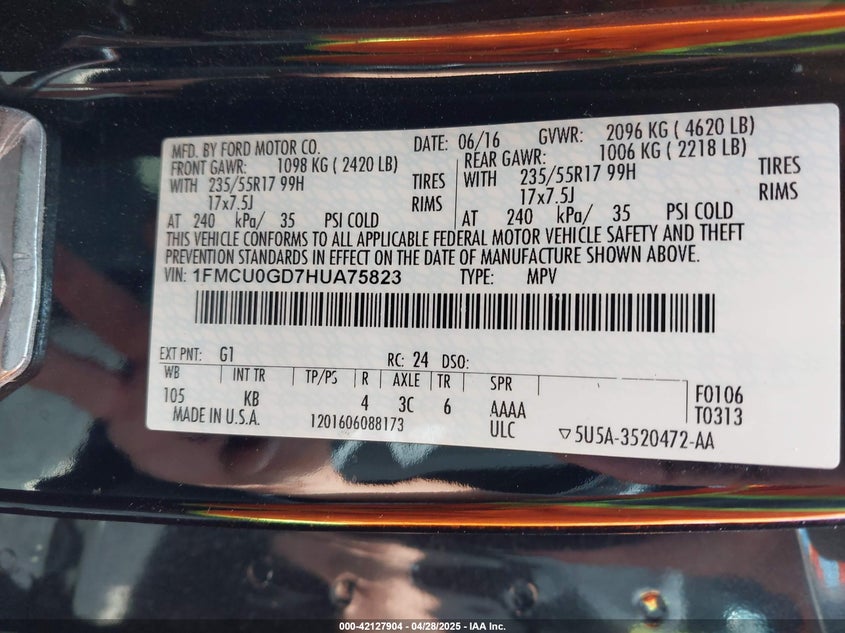 MFD. BY FORD MOTOR CO. DATE: 06/16 GVWR: 2096 KG ( 4620 LB)
FRONT GAWR: 1098 KG ( 2420 LB) REAR GAWR: 1006 KG ( 2218 LB)
WITH 235/55R17 99H TIRES WITH 235/55R17 99H TIRES
17x7.5J RIMS 17x7.5J RIMS
AT 240 kPa/ 35 PSI COLD AT 240 kPa/ 35 PSI COLD
THIS VEHICLE CONFORMS TO ALL APPLICABLE FEDERAL MOTOR VEHICLE SAFETY AND THEFT
PREVENTION STANDARDS IN EFFECT ON THE DATE OF MANUFACTURE SHOWN ABOVE.
VIN: 1FMCU0GD7HUA75823 TYPE: MPV
EXT PNT: G1 RC: 24 DSO:
WB INT TR TP/PS R AXLE TR SPR
105 KB 4 3C 6 AAAA F0106
MADE IN U.S.A. 1201606088173 ULC ▽5U5A-3520472-AA T0313
000-42127904 / 04/28/2025 - IAA Inc.